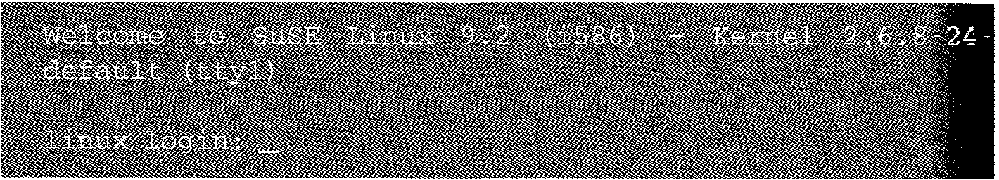 Welcome to SuSE Linux 9.2 (i586) - Kernel 2.6.8-24-
default (tty1)
linux login: _